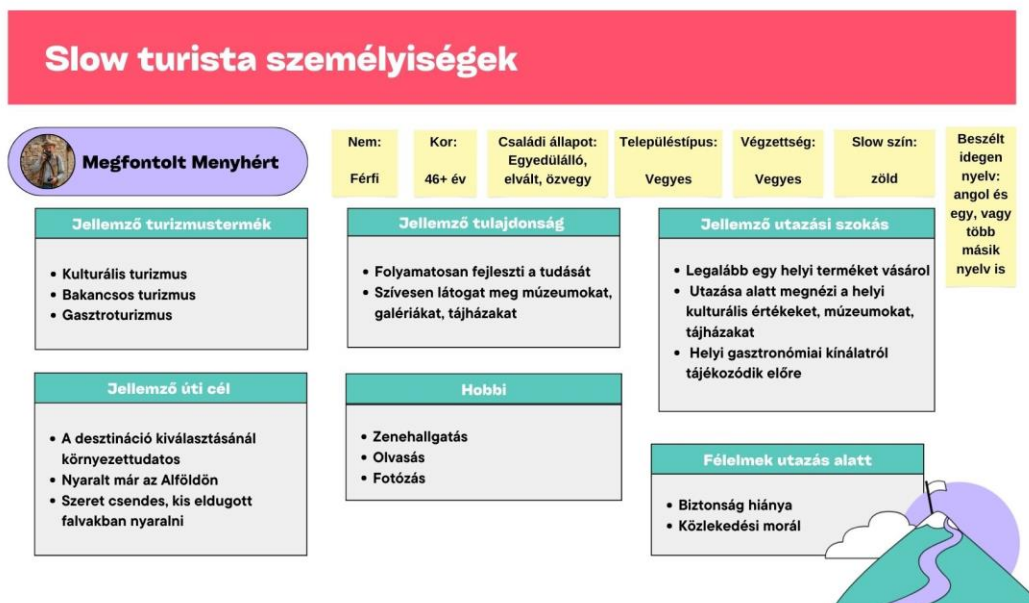 Slow turista személyiségek
Megfontolt Menyhért
Nem:
Férfi
Kor:
46+ év
Családi állapot:
Egyedülálló,
elvált, özvegy
Településtípus:
Vegyes
Végzettség:
Vegyes
Slow szín:
zöld
Beszélt
idegen
nyelv:
angol és
egy, vagy
több
másik
nyelv is
Jellemző turizmustermék
• Kulturális turizmus
• Bakancsos turizmus
• Gasztroturizmus
Jellemző tulajdonság
• Folyamatosan fejleszti a tudását
• Szívesen látogat meg múzeumokat,
galériákat, tájházakat
Jellemző utazási szokás
• Legalább egy helyi terméket vásárol
• Utazása alatt megnézi a helyi
kulturális értékeket, múzeumokat,
tájházakat
• Helyi gasztronómiai kínálatról
tájékozódik előre
Jellemző úti cél
• A desztináció kiválasztásánál
környezettudatos
• Nyaralt már az Alföldön
• Szeret csendes, kis eldugott
falvakban nyaralni
Hobbi
• Zenehallgatás
• Olvasás
• Fotózás
Félelmek utazás alatt
• Biztonság hiánya
• Közlekedési morál